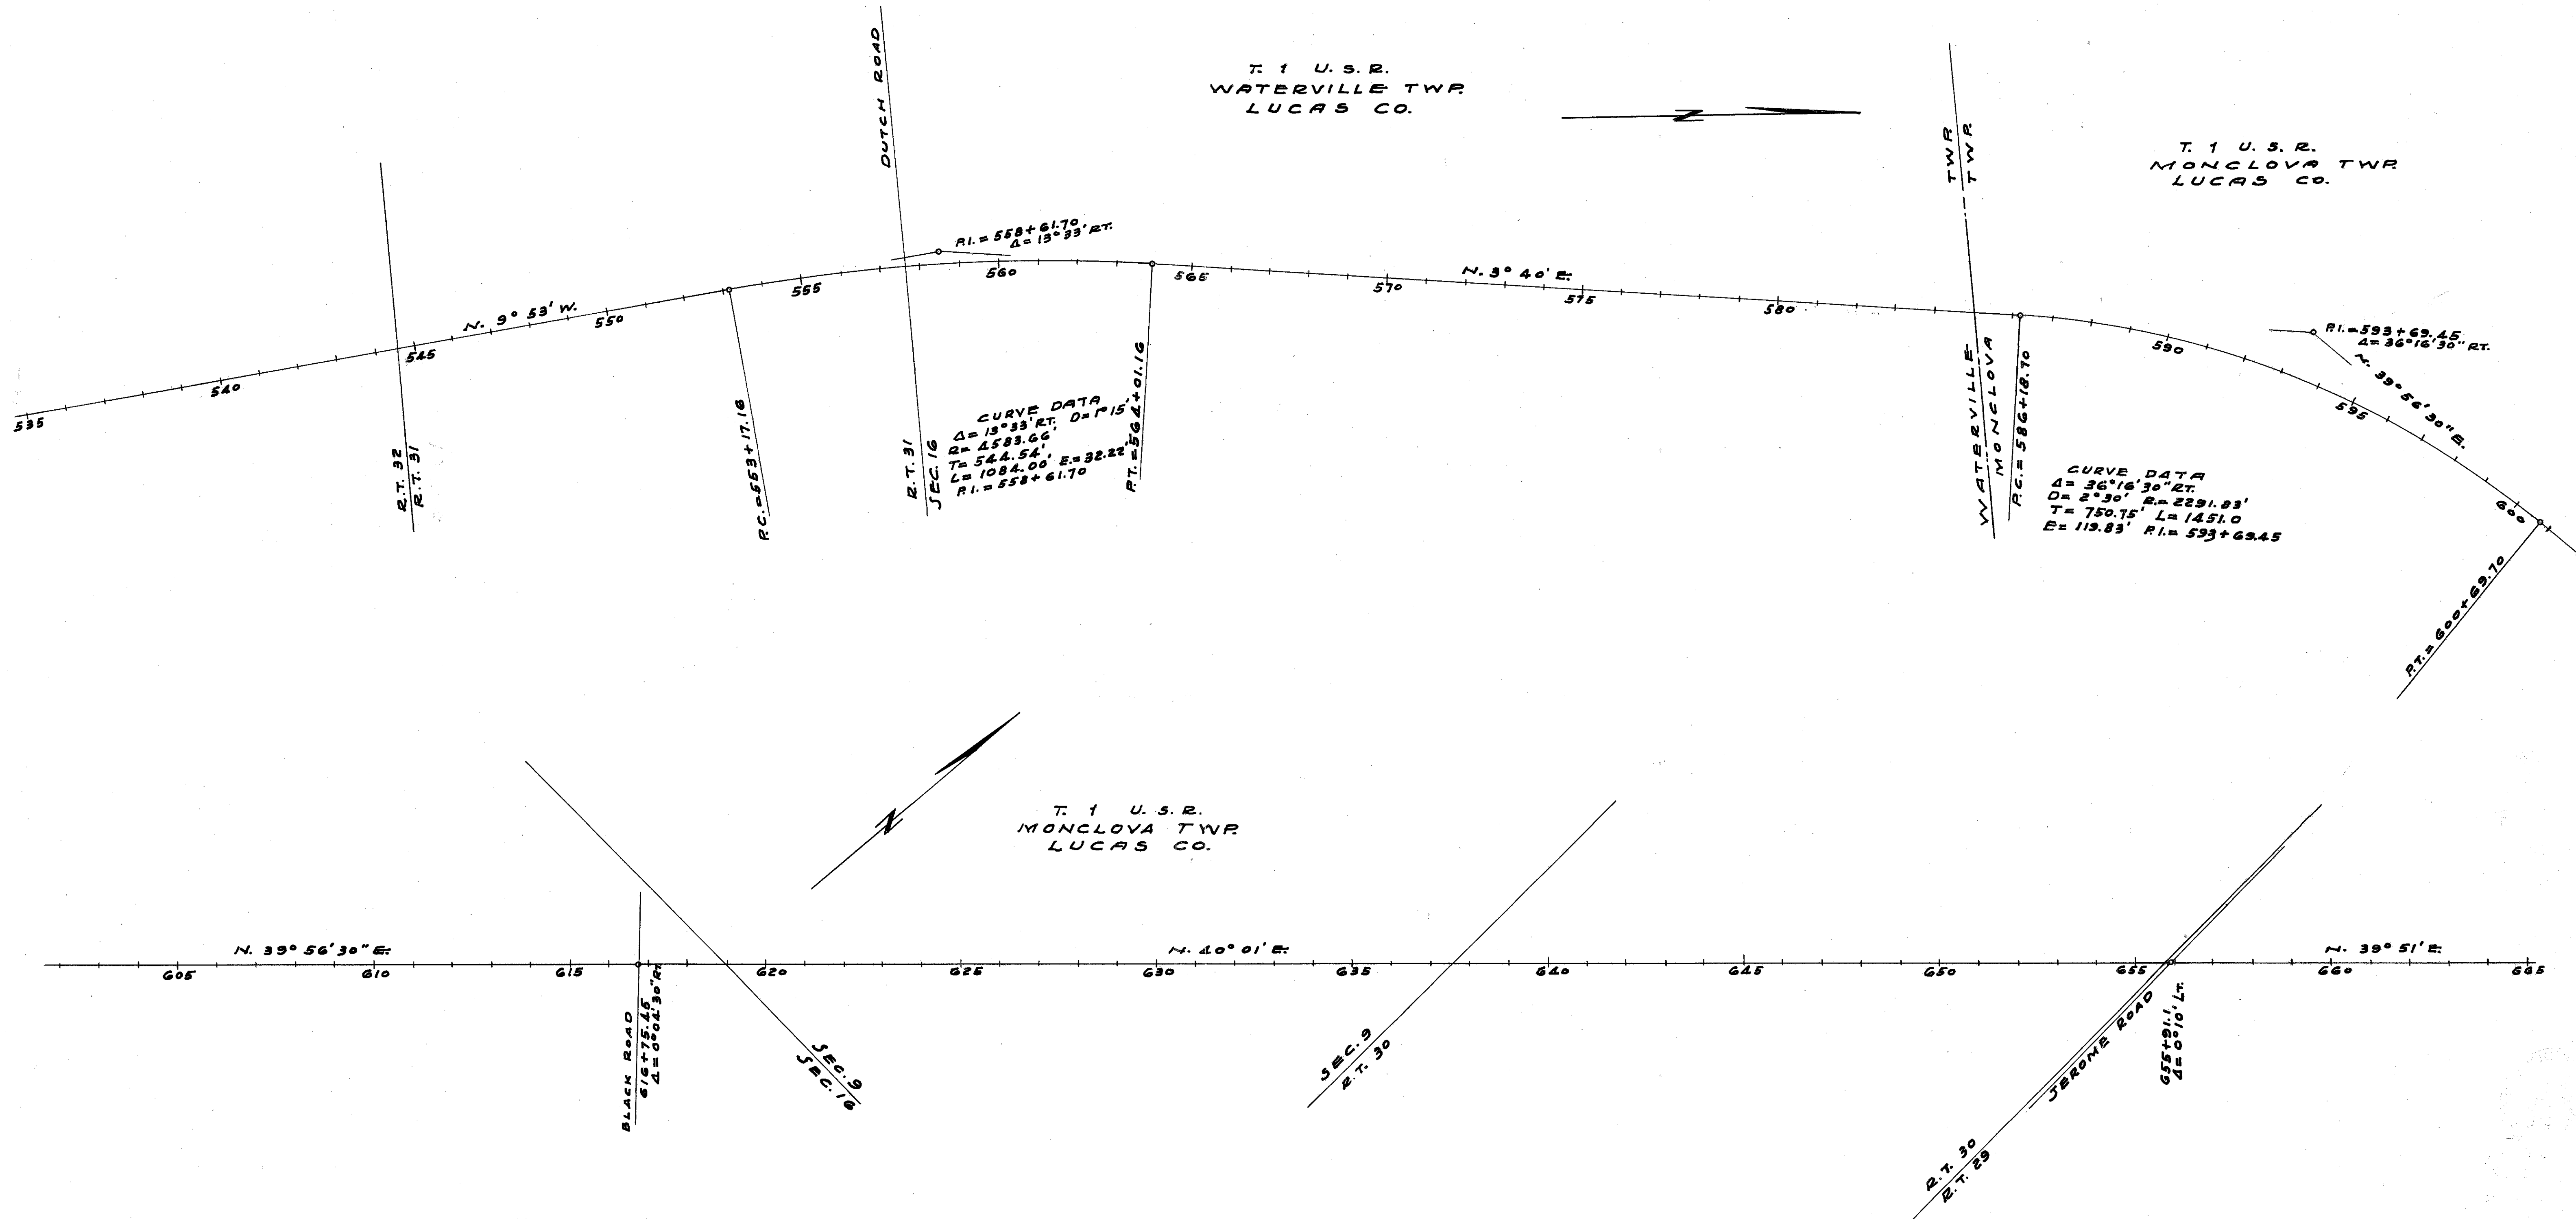 T. 1 U. S. R.
WATERVILLE TWP.
LUCAS CO.
T. 1 U. S. R.
MONCLOVA TWP.
LUCAS CO.
N
DUTCH ROAD
TWP.
TWP.
P.I. = 558+61.70
Δ = 13° 33' RT.
N. 9° 53' W.
N. 3° 40' E.
535
540
545
550
555
560
565
570
575
580
590
595
600
P.I. = 593+69.45
Δ = 36° 16' 30" RT.
N. 39° 56' 30" E.
R.T. 32
R.T. 31
P.C. = 553+17.16
R.T. 31
SEC. 16
CURVE DATA
Δ = 13° 33' RT. D = 1° 15'
R = 4583.66'
T = 544.54'
L = 1084.00' E = 32.22'
P.I. = 558+61.70
P.T. = 564+01.16
WATERVILLE
MONCLOVA
P.C. = 586+18.70
CURVE DATA
Δ = 36° 16' 30" RT.
D = 2° 30' R = 2291.83'
T = 750.75' L = 1451.0
E = 119.83' P.I. = 593+69.45
P.T. = 600+69.70
N
T. 1 U. S. R.
MONCLOVA TWP.
LUCAS CO.
N. 39° 56' 30" E.
N. 40° 01' E.
N. 39° 51' E.
605
610
615
620
625
630
635
640
645
650
655
660
665
BLACK ROAD
616+75.45
Δ = 0° 04' 30" RT.
SEC. 9
SEC. 16
SEC. 9
R.T. 30
JEROME ROAD
655+91.1
Δ = 0° 10' LT.
R.T. 30
R.T. 29